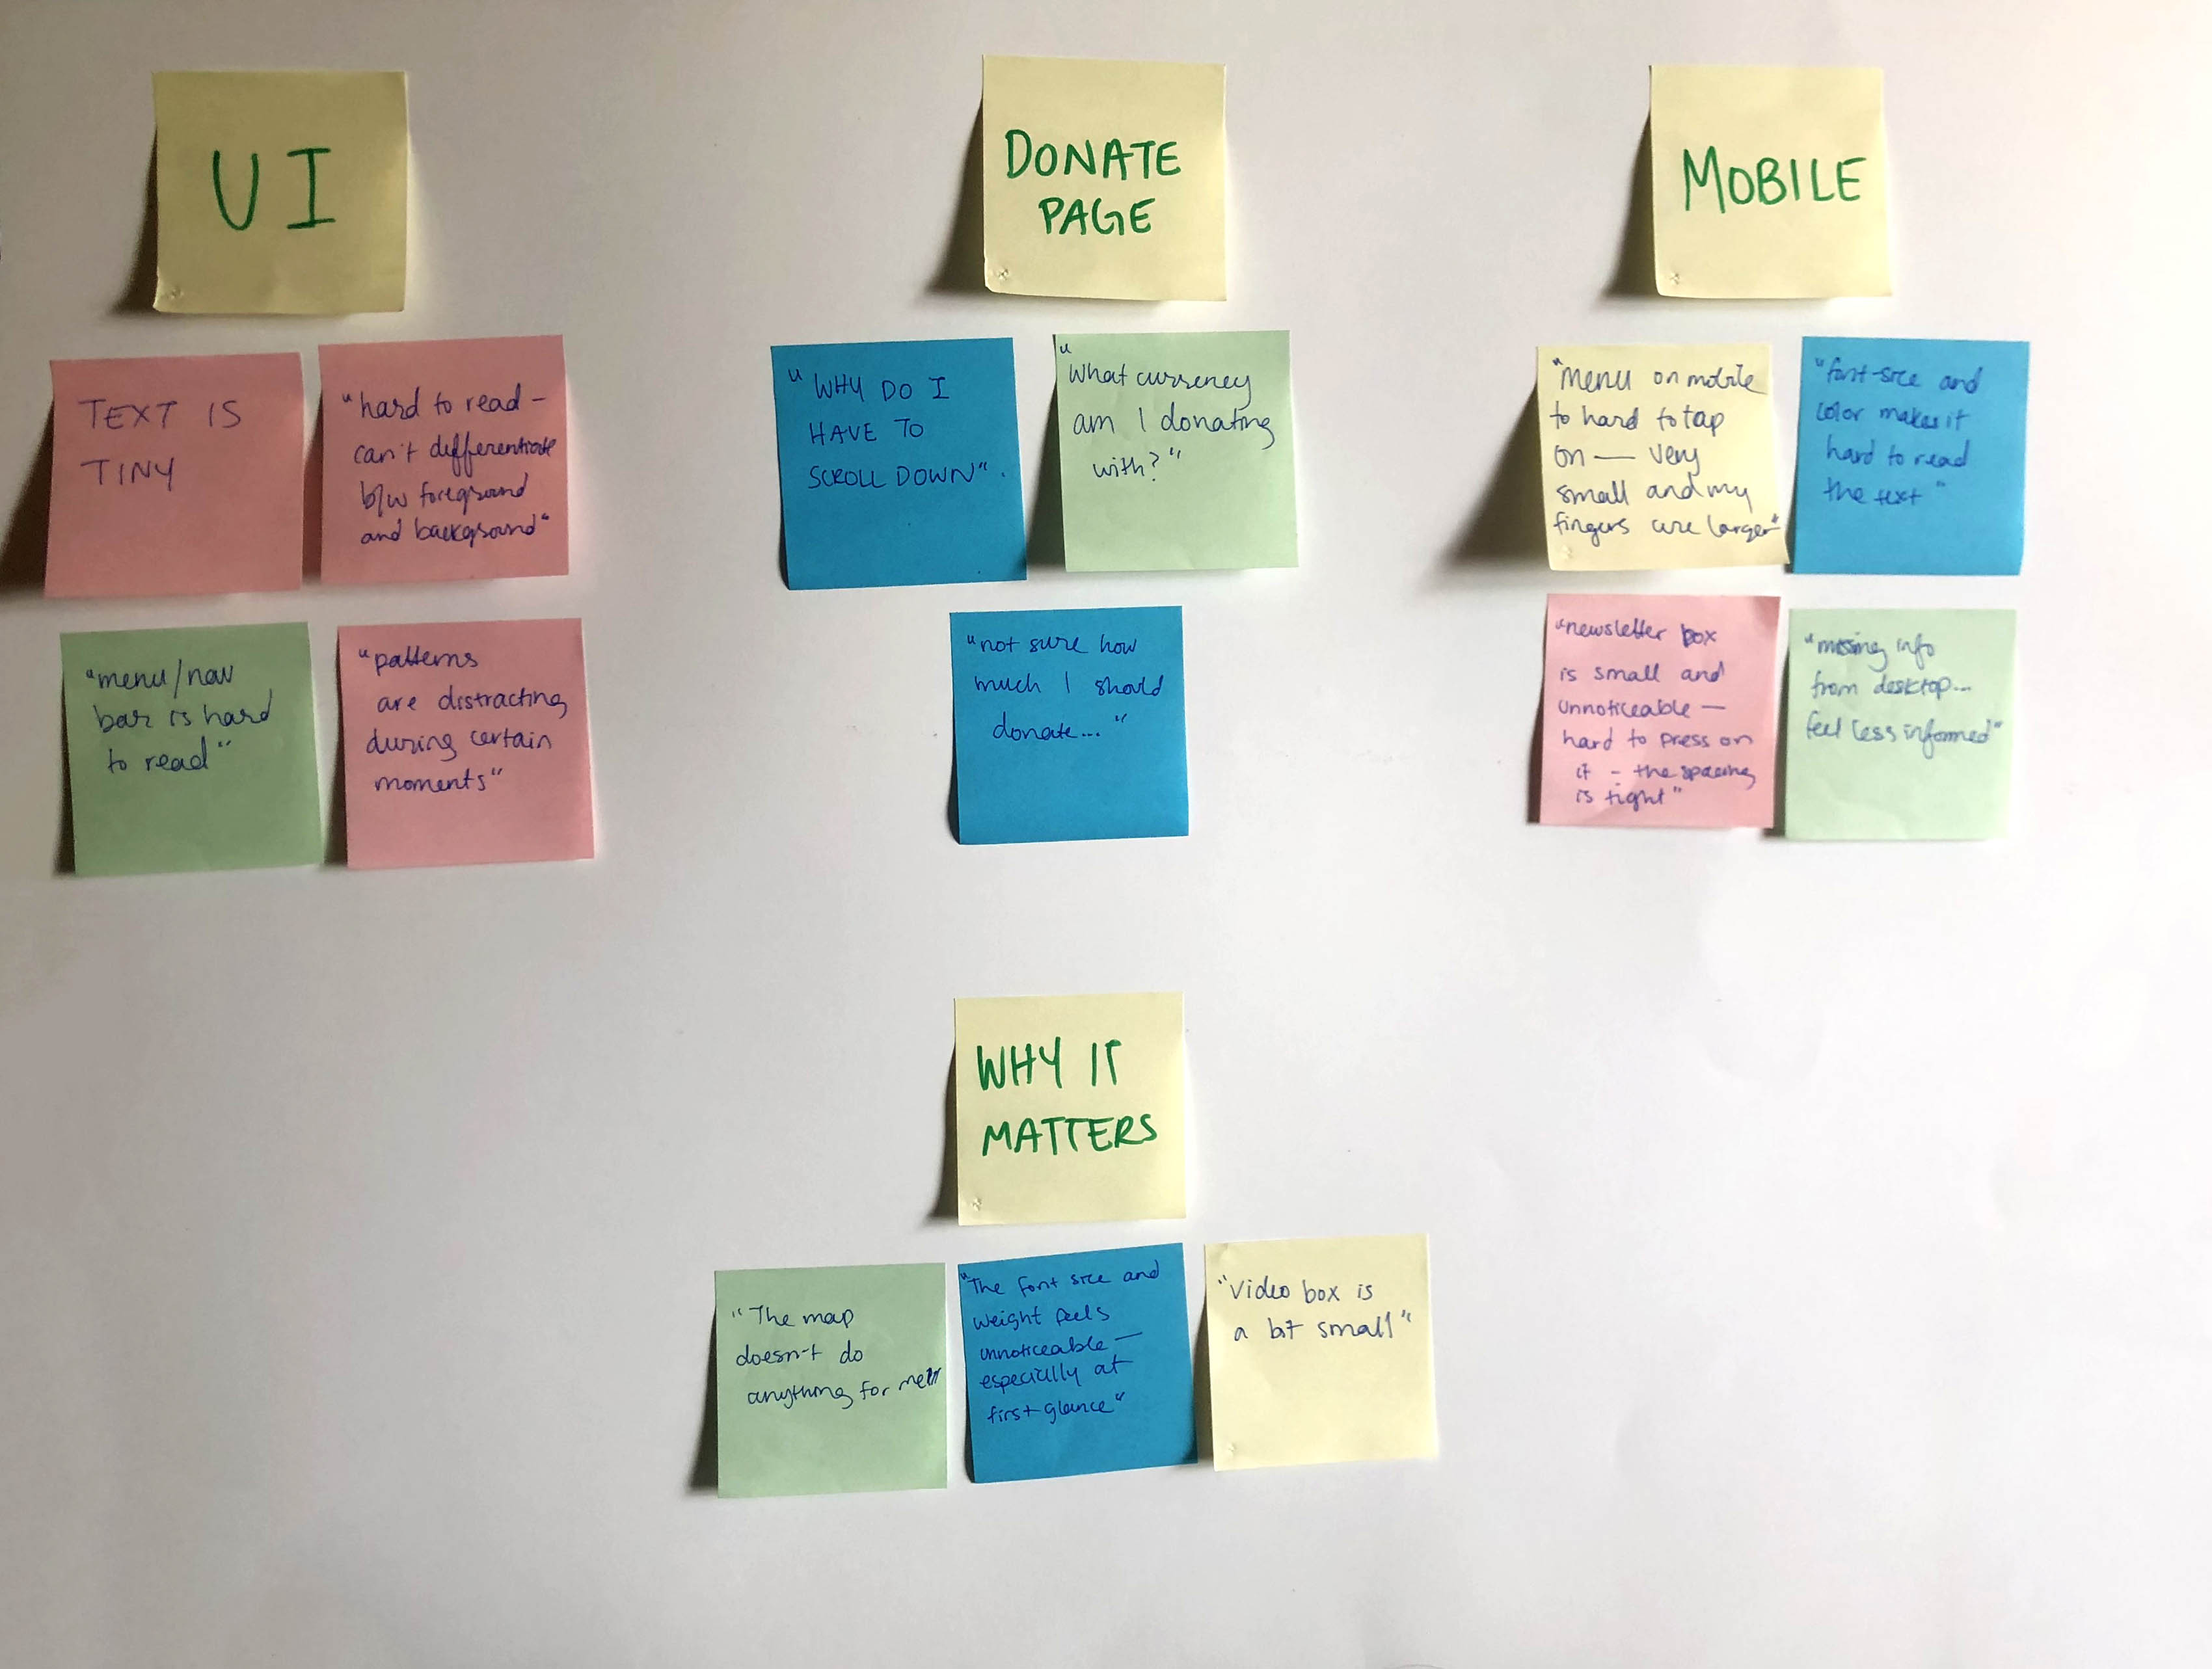 UI
TEXT IS
TINY
"hard to read -
can't differentiate
b/w foreground
and background"
"menu/nav
bar is hard
to read"
"patterns
are distracting
during certain
moments"
DONATE
PAGE
"WHY DO I
HAVE TO
SCROLL DOWN".
"
What currency
am I donating
with?"
"not sure how
much I should
donate..."
MOBILE
"Menu on mobile
to hard to tap
on — very
small and my
fingers are larger"
"font-size and
color makes it
hard to read
the text"
"newsletter box
is small and
unnoticeable —
hard to press on
it - the spacing
is tight"
"missing info
from desktop...
feel less informed"
WHY IT
MATTERS
"The map
doesn't do
anything for me"
"The font size and
weight feels
unnoticeable —
especially at
first glance"
"Video box is
a bit small"